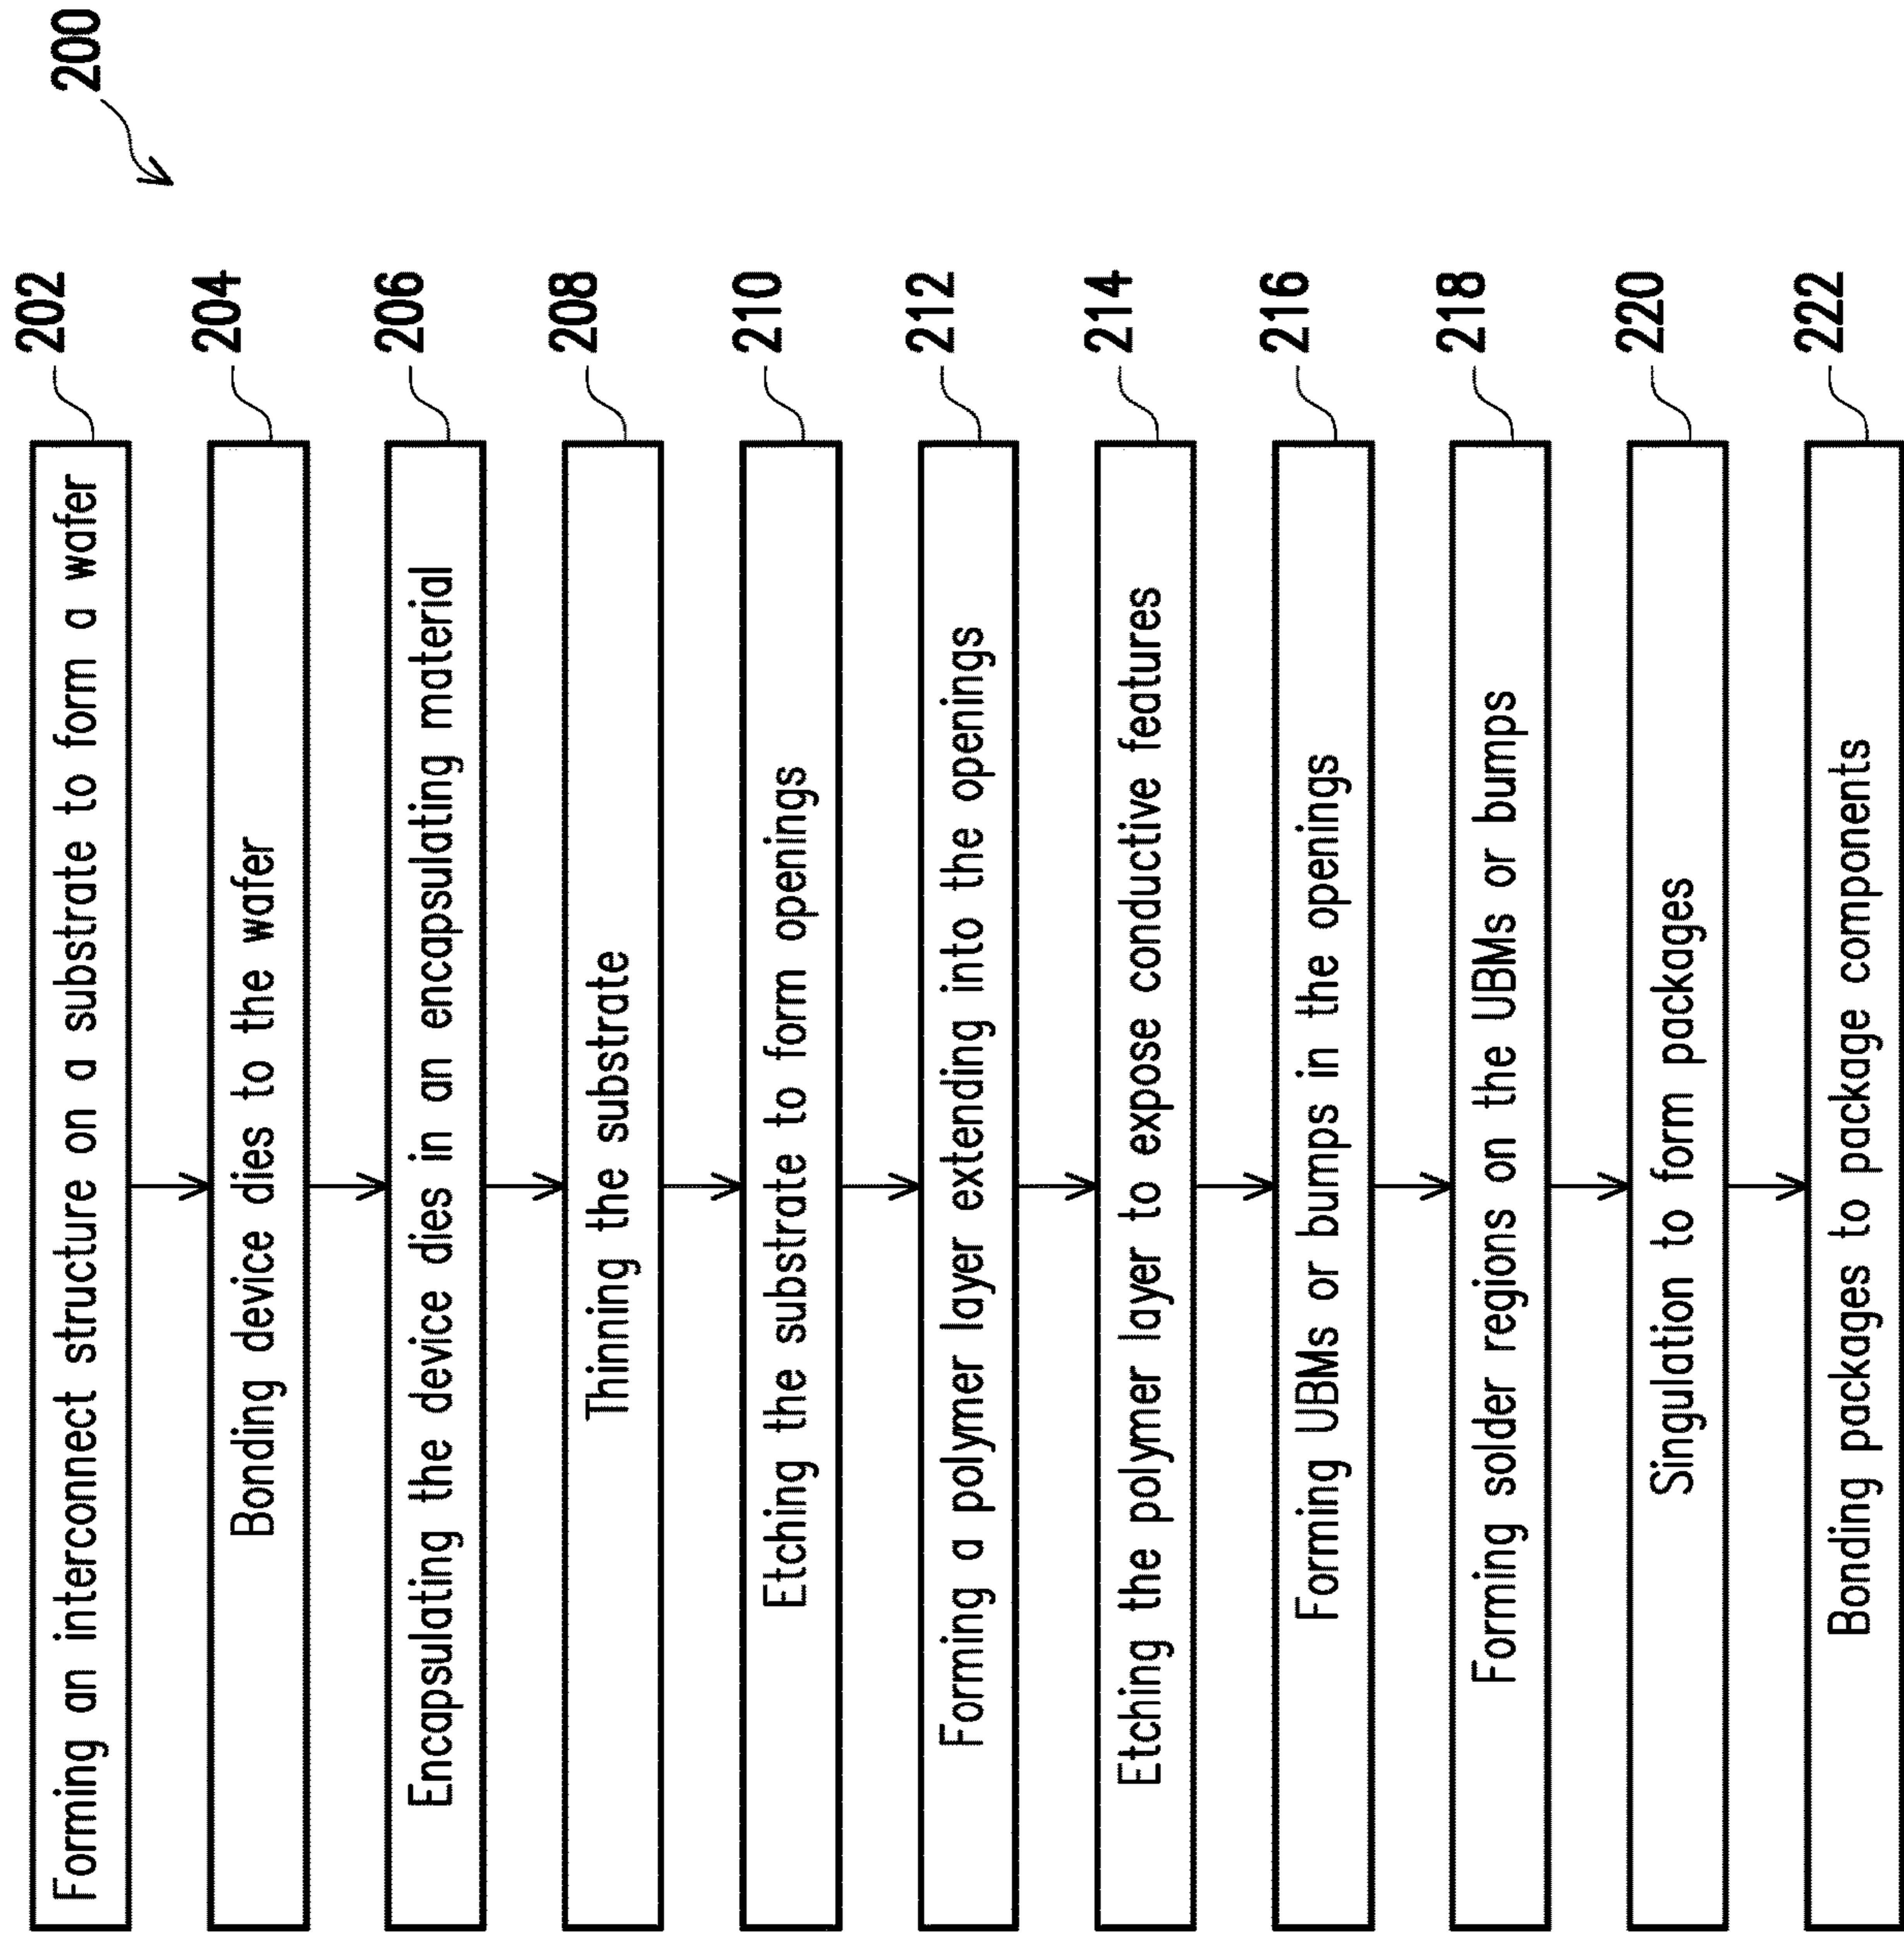 200
202
Forming an interconnect structure on a substrate to form a wafer
204
Bonding device dies to the wafer
206
Encapsulating the device dies in an encapsulating material
208
Thinning the substrate
210
Etching the substrate to form openings
212
Forming a polymer layer extending into the openings
214
Etching the polymer layer to expose conductive features
216
Forming UBMs or bumps in the openings
218
Forming solder regions on the UBMs or bumps
220
Singulation to form packages
222
Bonding packages to package components